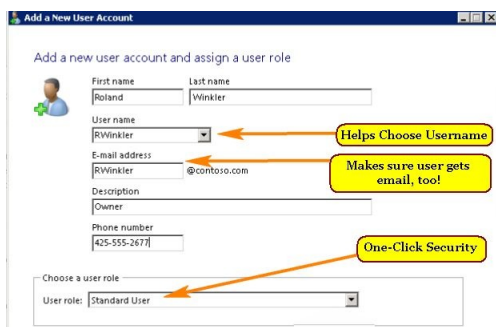 Add a New User Account
Add a new user account and assign a user role
First name Last name
Roland Winkler
User name
RWinkler
Helps Choose Username
E-mail address
RWinkler @contoso.com
Makes sure user gets
email, too!
Description
Owner
Phone number
425-555-2677
One-Click Security
Choose a user role
User role: Standard User